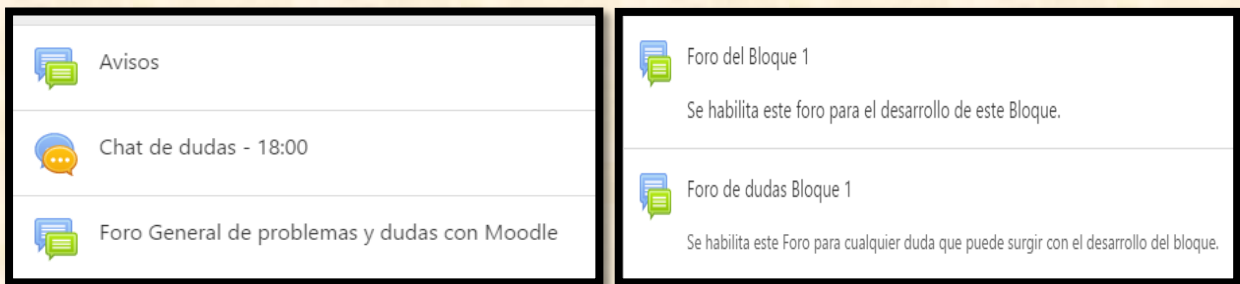 Avisos
Chat de dudas - 18:00
Foro General de problemas y dudas con Moodle
Foro del Bloque 1
Se habilita este foro para el desarrollo de este Bloque.
Foro de dudas Bloque 1
Se habilita este Foro para cualquier duda que puede surgir con el desarrollo del bloque.